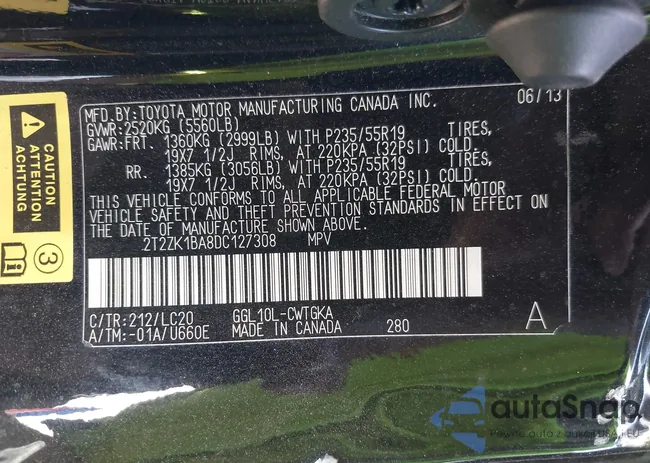 MFD.BY:TOYOTA MOTOR MANUFACTURING CANADA INC. 06/13
GVWR:2520KG (5560LB)
GAWR:FRT. 1360KG (2999LB) WITH P235/55R19 TIRES,
19X7 1/2J RIMS, AT 220KPA (32PSI) COLD.
RR. 1385KG (3056LB) WITH P235/55R19 TIRES,
19X7 1/2J RIMS, AT 220KPA (32PSI) COLD.
THIS VEHICLE CONFORMS TO ALL APPLICABLE FEDERAL MOTOR
VEHICLE SAFETY AND THEFT PREVENTION STANDARDS IN EFFECT ON
THE DATE OF MANUFACTURE SHOWN ABOVE.
2T2ZK1BA8DC127308 MPV
C/TR:212/LC20 GGL10L-CWTGKA
A/TM:-01A/U660E MADE IN CANADA 280 A
CAUTION
ATTENTION
ACHTUNG
3
autoSnap